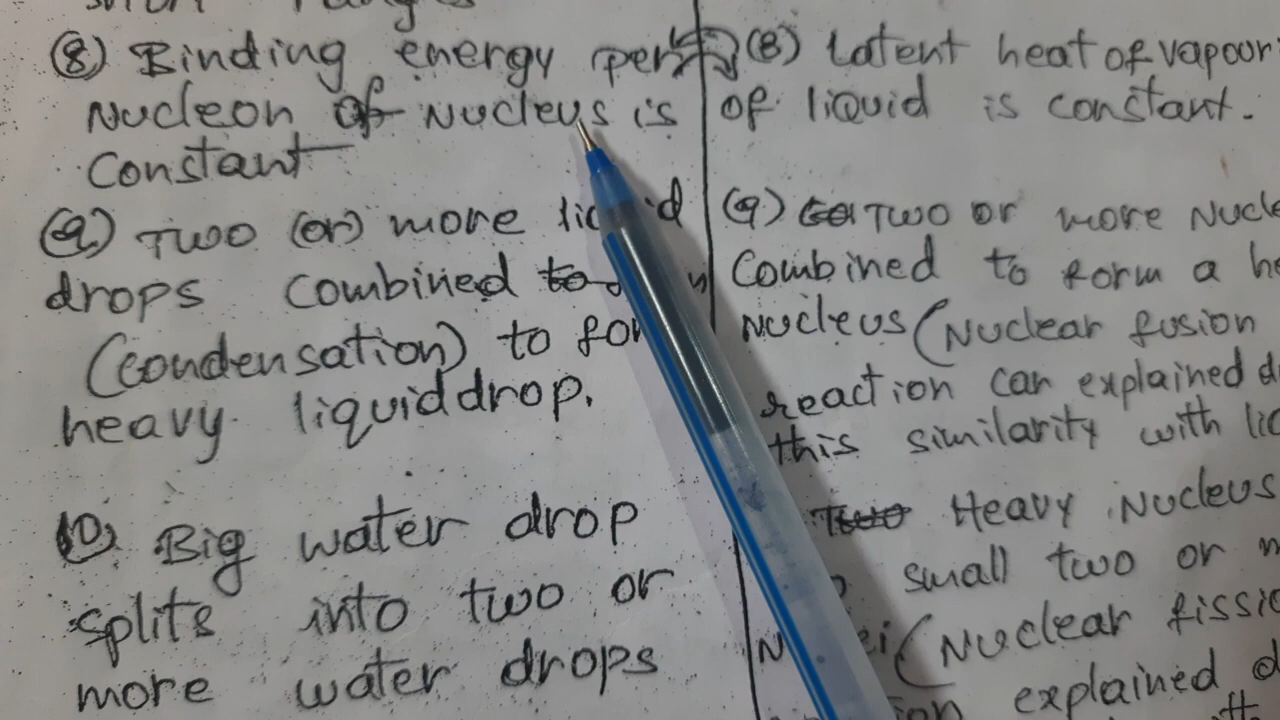 (8) Binding energy per
Nucleon of Nucleus is
Constant
(9) Two (or) more
drops combined to
(condensation) to
heavy liquid drop.
10) Big water drop
splits into two or
more water drops
(8) Latent heat of vapour
of liquid is constant.
(9) Two or more
Combined to form a
Nucleus (Nuclear fusion
reaction can explained
this similarity with
Two Heavy Nucleus
small two or
(Nuclear
explained